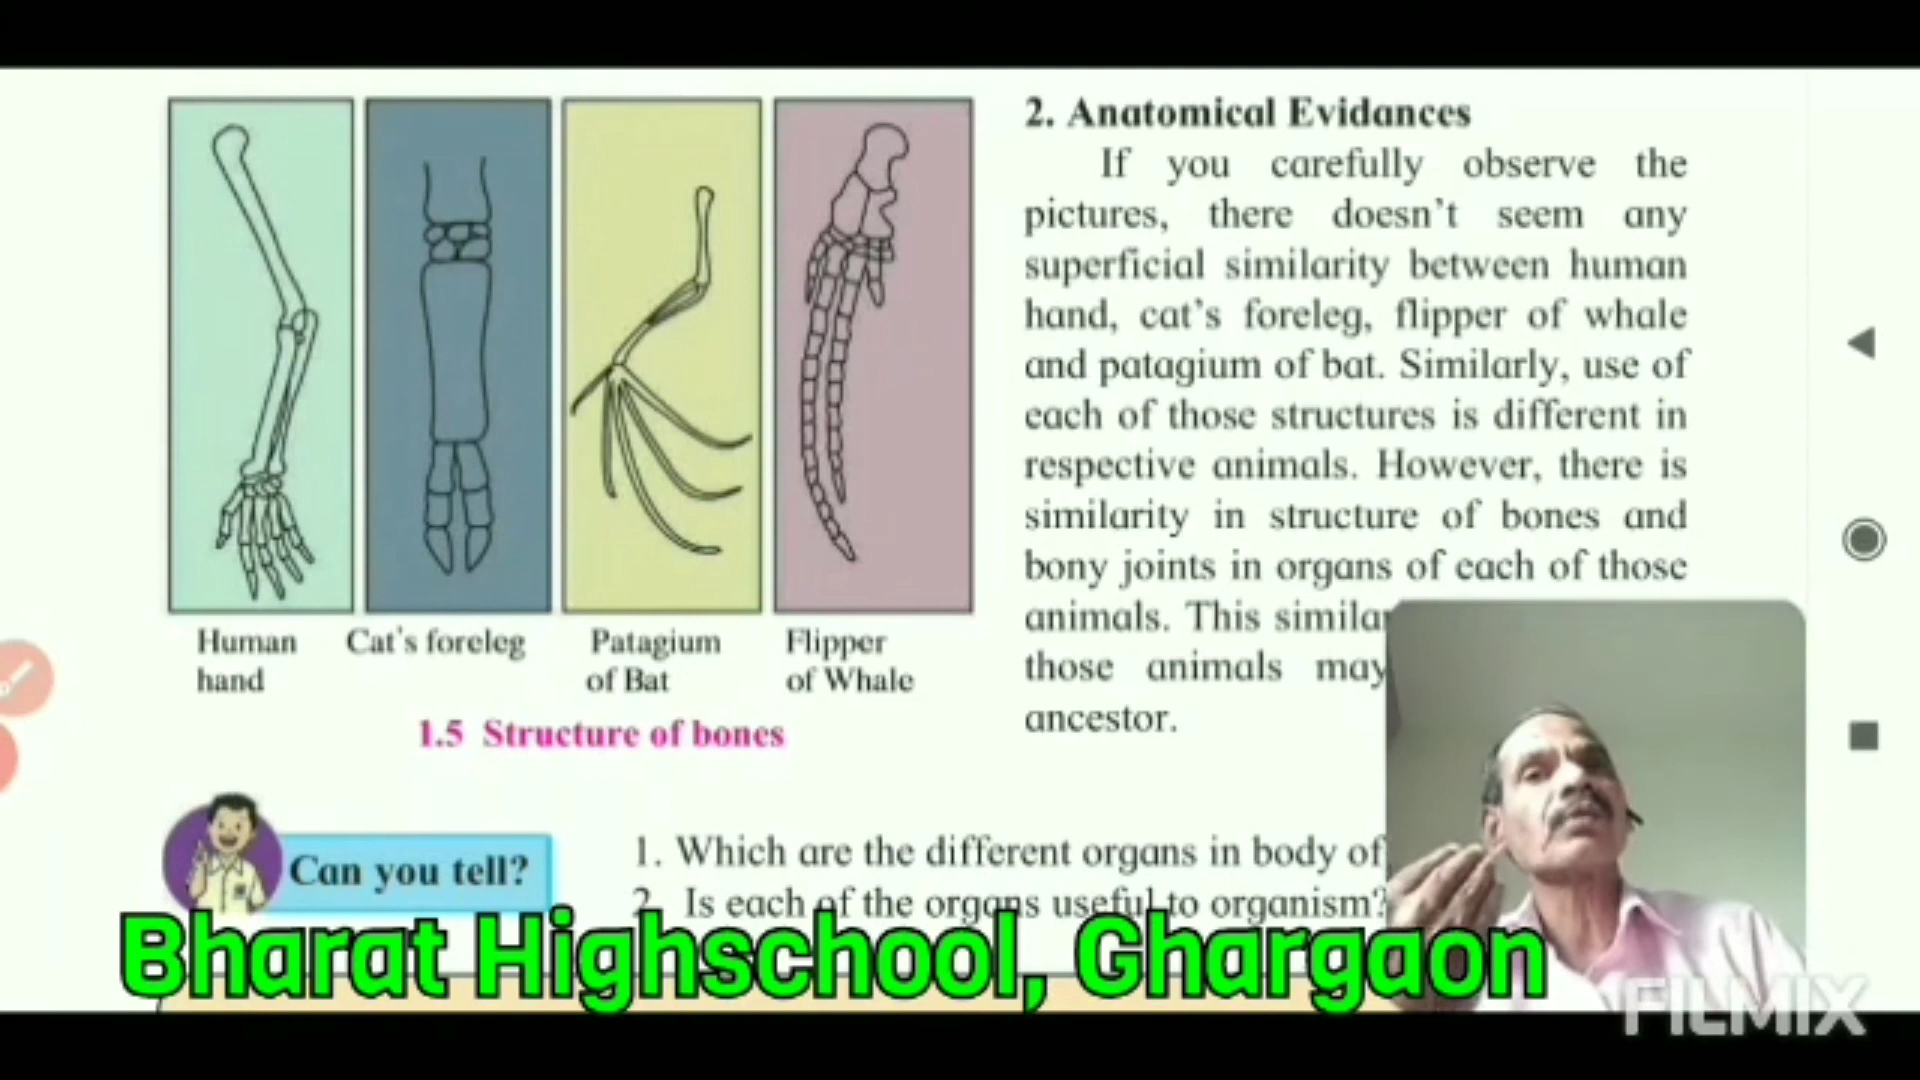 2. Anatomical Evidances
If you carefully observe the
pictures, there doesn't seem any
superficial similarity between human
hand, cat's foreleg, flipper of whale
and patagium of bat. Similarly, use of
each of those structures is different in
respective animals. However, there is
similarity in structure of bones and
bony joints in organs of each of those
animals. This similar
those animals may
ancestor.
Human hand
Cat's foreleg
Patagium of Bat
Flipper of Whale
1.5 Structure of bones
Can you tell?
1. Which are the different organs in body of
2. Is each of the organs useful to organism?
Bharat Highschool, Ghargaon
FILMIX